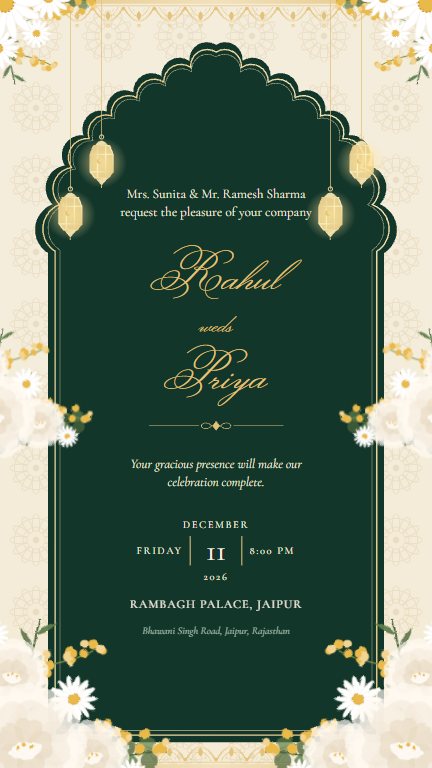 Mrs. Sunita & Mr. Ramesh Sharma
request the pleasure of your company
Rahul
weds
Priya
Your gracious presence will make our
celebration complete.
DECEMBER
FRIDAY 11 8:00 PM
2026
RAMBAGH PALACE, JAIPUR
Bhawani Singh Road, Jaipur, Rajasthan